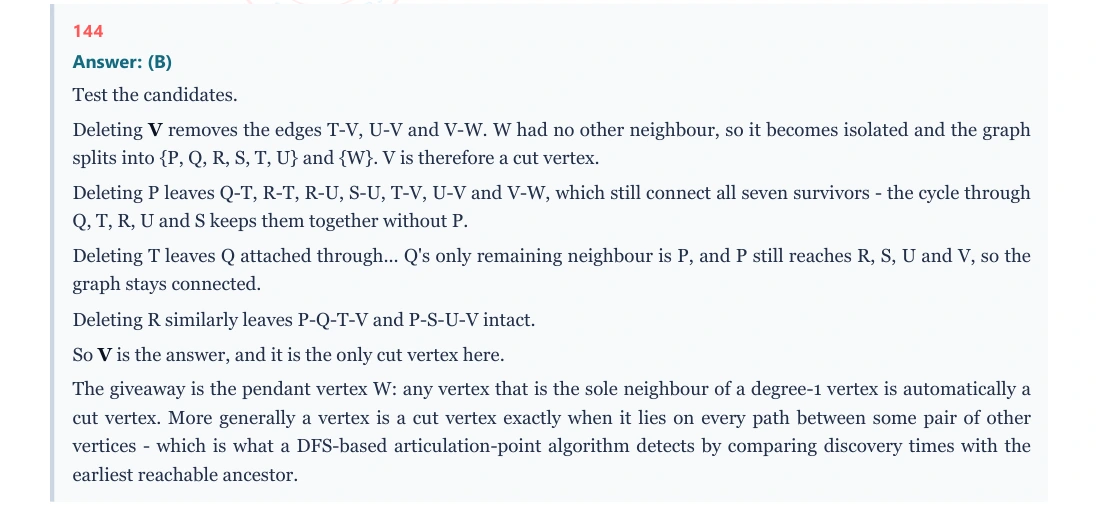 144
Answer: (B)
Test the candidates.
Deleting V removes the edges T-V, U-V and V-W. W had no other neighbour, so it becomes isolated and the graph
splits into {P, Q, R, S, T, U} and {W}. V is therefore a cut vertex.
Deleting P leaves Q-T, R-T, R-U, S-U, T-V, U-V and V-W, which still connect all seven survivors - the cycle through
Q, T, R, U and S keeps them together without P.
Deleting T leaves Q attached through... Q's only remaining neighbour is P, and P still reaches R, S, U and V, so the
graph stays connected.
Deleting R similarly leaves P-Q-T-V and P-S-U-V intact.
So V is the answer, and it is the only cut vertex here.
The giveaway is the pendant vertex W: any vertex that is the sole neighbour of a degree-1 vertex is automatically a
cut vertex. More generally a vertex is a cut vertex exactly when it lies on every path between some pair of other
vertices - which is what a DFS-based articulation-point algorithm detects by comparing discovery times with the
earliest reachable ancestor.